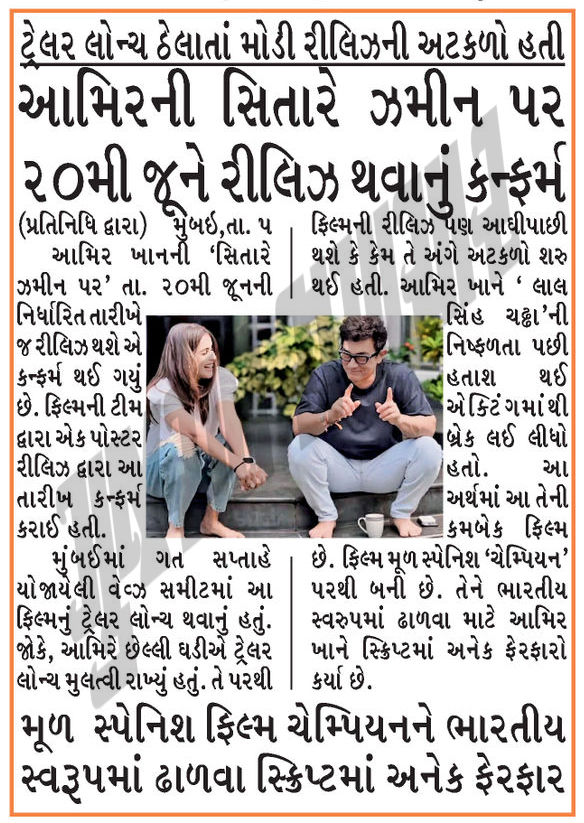 ટ્રેલર લોન્ચ ઠેલાતાં મોડી રીલિઝની અટકળો હતી
આમિરની સિતારે ઝમીન પર
૨૦મી જૂને રીલિઝ થવાનું કન્ફર્મ
(પ્રતિનિધિ દ્વારા) મુંબઇ,તા. ૫
આમિર ખાનની ‘સિતારે
ઝમીન પર’ તા. ૨૦મી જૂનની
નિર્ધારિત તારીખે
જ રીલિઝ થશે એ
કન્ફર્મ થઈ ગયું
છે. ફિલ્મની ટીમ
દ્વારા એક પોસ્ટર
રીલિઝ દ્વારા આ
તારીખ કન્ફર્મ
કરાઈ હતી.
મુંબઈમાં ગત સપ્તાહે
યોજાયેલી વેવ્ઝ સમીટમાં આ
ફિલ્મનું ટ્રેલર લોન્ચ થવાનું હતું.
જોકે, આમિરે છેલ્લી ઘડીએ ટ્રેલર
લોન્ચ મુલત્વી રાખ્યું હતું. તે પરથી
ફિલ્મની રીલિઝ પણ આઘીપાછી
થશે કે કેમ તે અંગે અટકળો શરુ
થઈ હતી. આમિર ખાને ‘ લાલ
સિંહ ચઢ્ઢા’ની
નિષ્ફળતા પછી
હતાશ થઈ
એક્ટિંગમાંથી
બ્રેક લઈ લીધો
હતો. આ
અર્થમાં આ તેની
કમબેક ફિલ્મ
છે. ફિલ્મ મૂળ સ્પેનિશ ‘ચેમ્પિયન’
પરથી બની છે. તેને ભારતીય
સ્વરુપમાં ઢાળવા માટે આમિર
ખાને સ્ક્રિપ્ટમાં અનેક ફેરફારો
કર્યા છે.
મૂળ સ્પેનિશ ફિલ્મ ચેમ્પિયનને ભારતીય
સ્વરૂપમાં ઢાળવા સ્ક્રિપ્ટમાં અનેક ફેરફાર